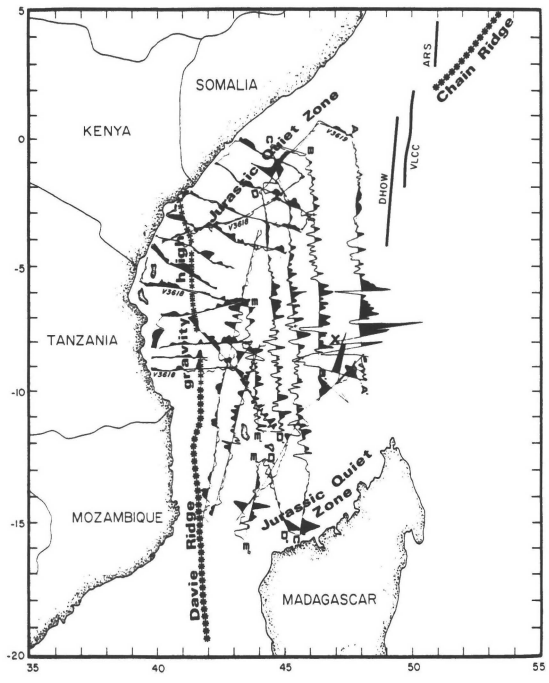 5
0
-5
-10
-15
-20
35
40
45
50
55
SOMALIA
KENYA
TANZANIA
MOZAMBIQUE
MADAGASCAR
ARS
Chain Ridge
VLCC
DHOW
Jurassic Quiet Zone
gravity high
Davie Ridge
Jurassic Quiet
Zone
V3619
V3618
V3618
V3618
A
B
C
D
E
X
A'
D
E
D
C
E